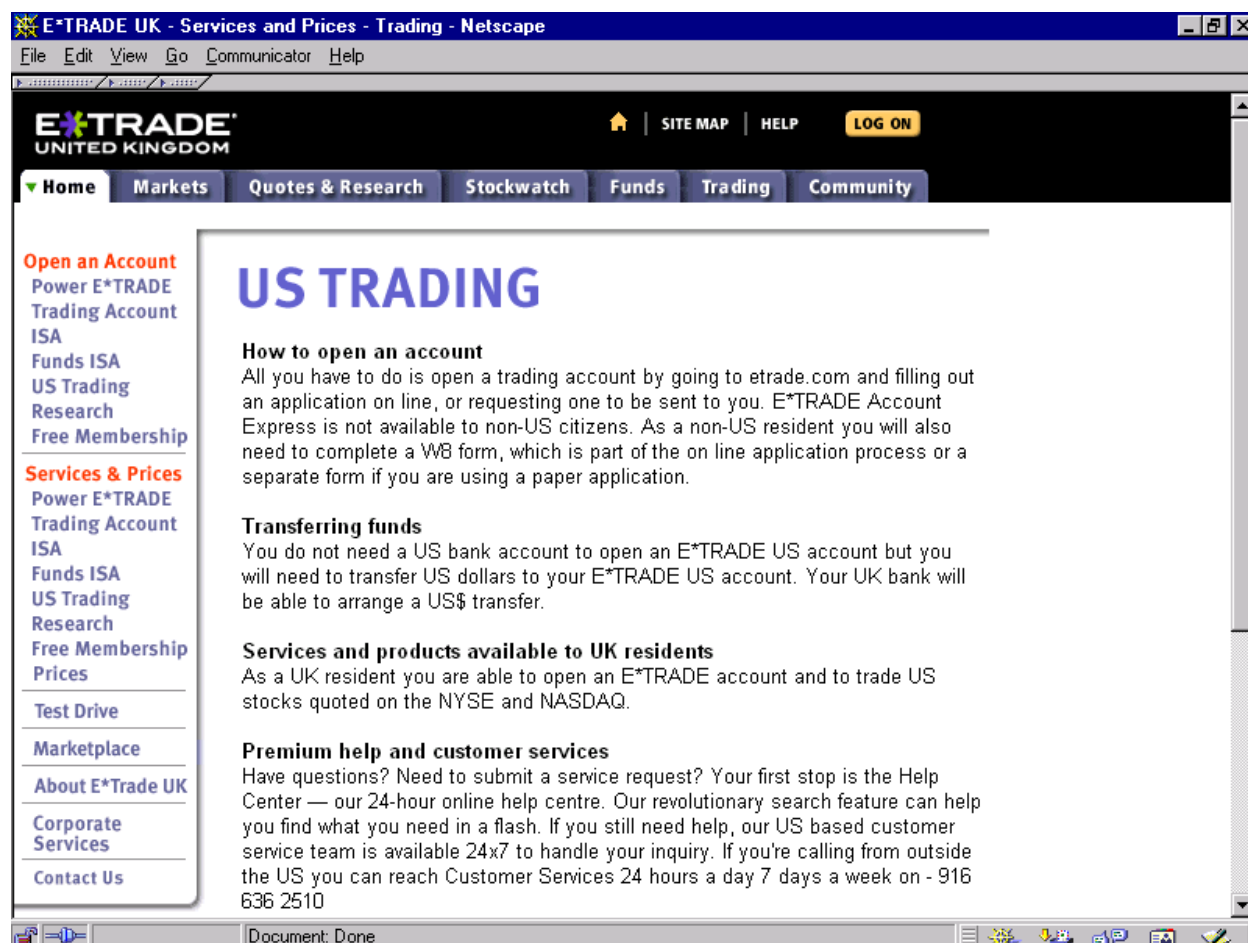 E*TRADE UK - Services and Prices - Trading - Netscape
File Edit View Go Communicator Help
E*TRADE
UNITED KINGDOM
SITE MAP | HELP LOG ON
Home Markets Quotes & Research Stockwatch Funds Trading Community
Open an Account
Power E*TRADE
Trading Account
ISA
Funds ISA
US Trading
Research
Free Membership
Services & Prices
Power E*TRADE
Trading Account
ISA
Funds ISA
US Trading
Research
Free Membership
Prices
Test Drive
Marketplace
About E*Trade UK
Corporate
Services
Contact Us
US TRADING
How to open an account
All you have to do is open a trading account by going to etrade.com and filling out
an application on line, or requesting one to be sent to you. E*TRADE Account
Express is not available to non-US citizens. As a non-US resident you will also
need to complete a W8 form, which is part of the on line application process or a
separate form if you are using a paper application.
Transferring funds
You do not need a US bank account to open an E*TRADE US account but you
will need to transfer US dollars to your E*TRADE US account. Your UK bank will
be able to arrange a US$ transfer.
Services and products available to UK residents
As a UK resident you are able to open an E*TRADE account and to trade US
stocks quoted on the NYSE and NASDAQ.
Premium help and customer services
Have questions? Need to submit a service request? Your first stop is the Help
Center — our 24-hour online help centre. Our revolutionary search feature can help
you find what you need in a flash. If you still need help, our US based customer
service team is available 24x7 to handle your inquiry. If you're calling from outside
the US you can reach Customer Services 24 hours a day 7 days a week on - 916
636 2510
Document: Done